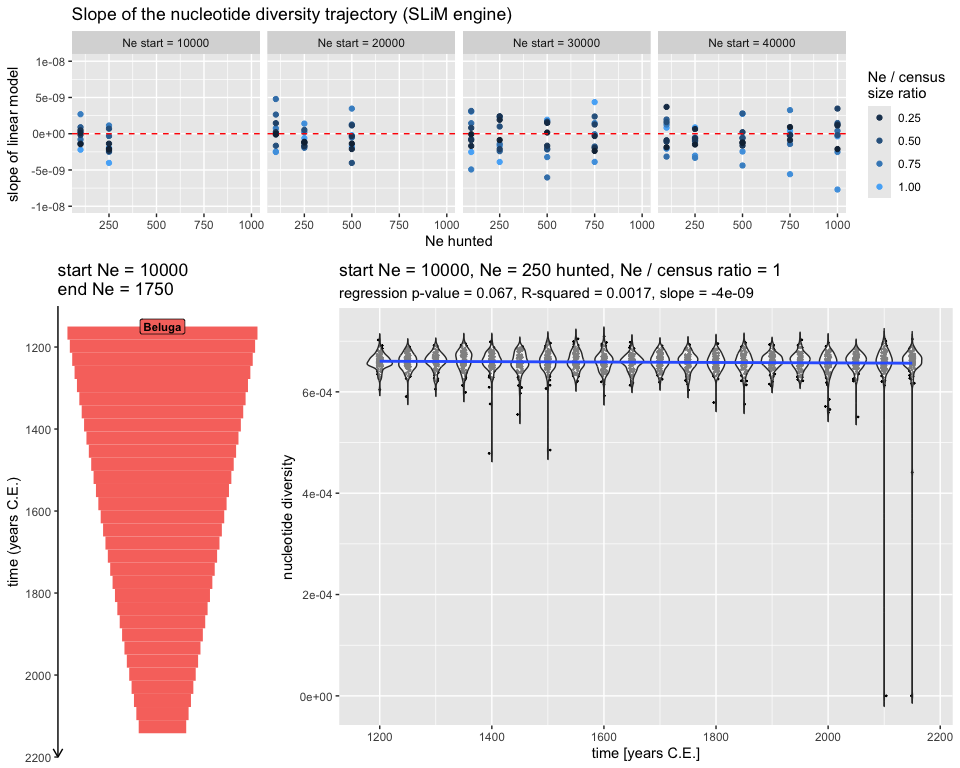 Slope of the nucleotide diversity trajectory (SLiM engine)
Ne start = 10000
Ne start = 20000
Ne start = 30000
Ne start = 40000
1e-08
5e-09
0e+00
-5e-09
-1e-08
slope of linear model
250 500 750 1000
250 500 750 1000
250 500 750 1000
250 500 750 1000
Ne hunted
Ne / census
size ratio
0.25
0.50
0.75
1.00
start Ne = 10000
end Ne = 1750
Beluga
1200
1400
1600
1800
2000
2200
time (years C.E.)
start Ne = 10000, Ne = 250 hunted, Ne / census ratio = 1
regression p-value = 0.067, R-squared = 0.0017, slope = -4e-09
6e-04
4e-04
2e-04
0e+00
nucleotide diversity
1200 1400 1600 1800 2000 2200
time [years C.E.]